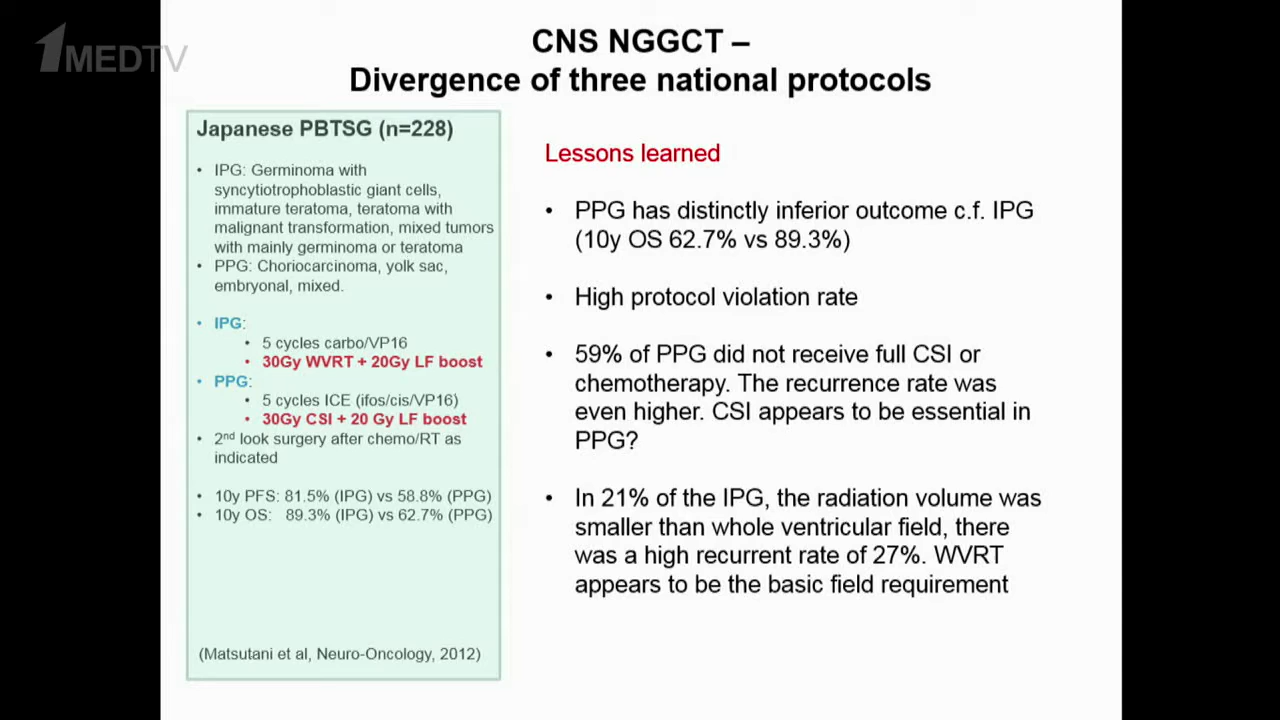 1MEDTV
CNS NGGCT –
Divergence of three national protocols
Japanese PBTSG (n=228)
• IPG: Germinoma with
syncytiotrophoblastic giant cells,
immature teratoma, teratoma with
malignant transformation, mixed tumors
with mainly germinoma or teratoma
• PPG: Choriocarcinoma, yolk sac,
embryonal, mixed.
• IPG:
• 5 cycles carbo/VP16
• 30Gy WVRT + 20Gy LF boost
• PPG:
• 5 cycles ICE (ifos/cis/VP16)
• 30Gy CSI + 20 Gy LF boost
• 2nd look surgery after chemo/RT as
indicated
• 10y PFS: 81.5% (IPG) vs 58.8% (PPG)
• 10y OS: 89.3% (IPG) vs 62.7% (PPG)
(Matsutani et al, Neuro-Oncology, 2012)
Lessons learned
• PPG has distinctly inferior outcome c.f. IPG
(10y OS 62.7% vs 89.3%)
• High protocol violation rate
• 59% of PPG did not receive full CSI or
chemotherapy. The recurrence rate was
even higher. CSI appears to be essential in
PPG?
• In 21% of the IPG, the radiation volume was
smaller than whole ventricular field, there
was a high recurrent rate of 27%. WVRT
appears to be the basic field requirement